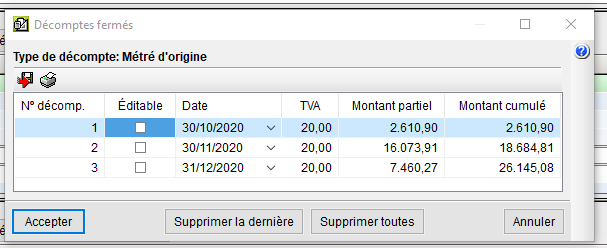 Décomptes fermés
Type de décompte: Métré d'origine
Nº décomp. Éditable Date TVA Montant partiel Montant cumulé
1 30/10/2020 20,00 2.610,90 2.610,90
2 30/11/2020 20,00 16.073,91 18.684,81
3 31/12/2020 20,00 7.460,27 26.145,08
Accepter Supprimer la dernière Supprimer toutes Annuler